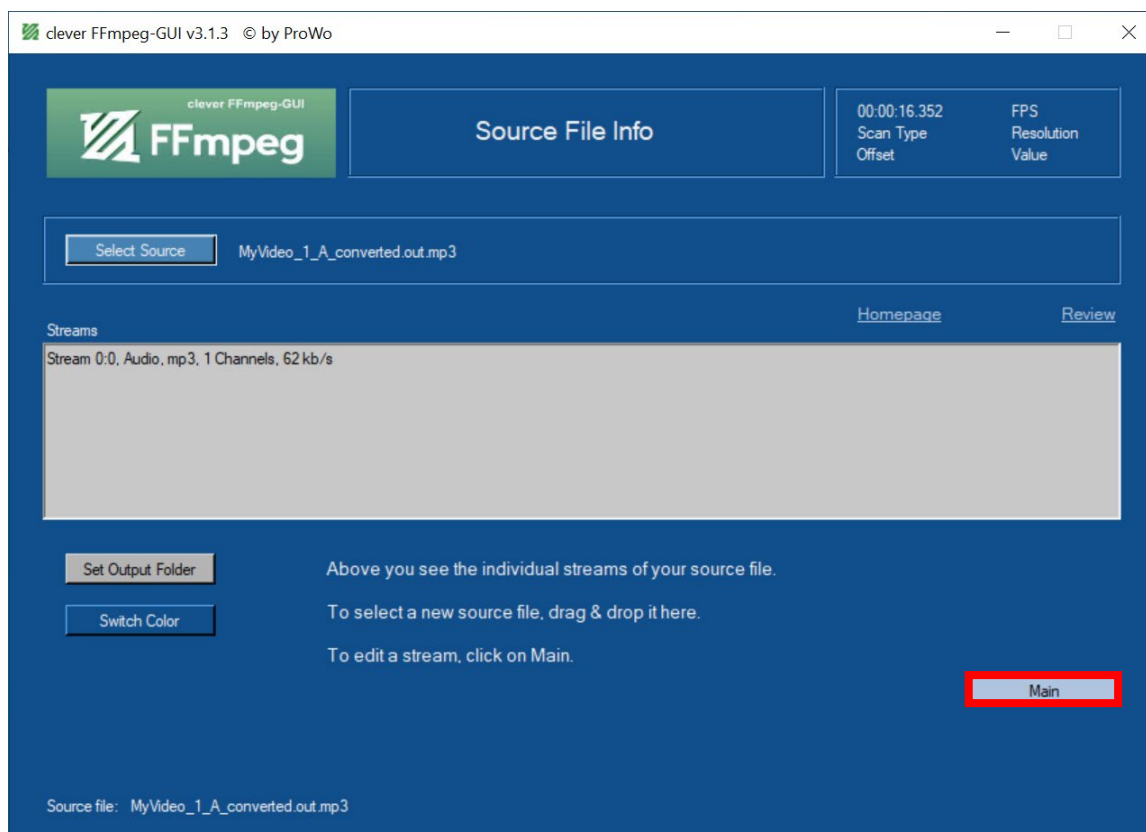 clever FFmpeg-GUI v3.1.3 © by ProWo
clever FFmpeg-GUI
FFmpeg
Source File Info
00:00:16.352 FPS
Scan Type Resolution
Offset Value
Select Source MyVideo_1_A_converted.out.mp3
Homepage Review
Streams
Stream 0:0, Audio, mp3, 1 Channels, 62 kb/s
Set Output Folder
Switch Color
Above you see the individual streams of your source file.
To select a new source file, drag & drop it here.
To edit a stream, click on Main.
Main
Source file: MyVideo_1_A_converted.out.mp3